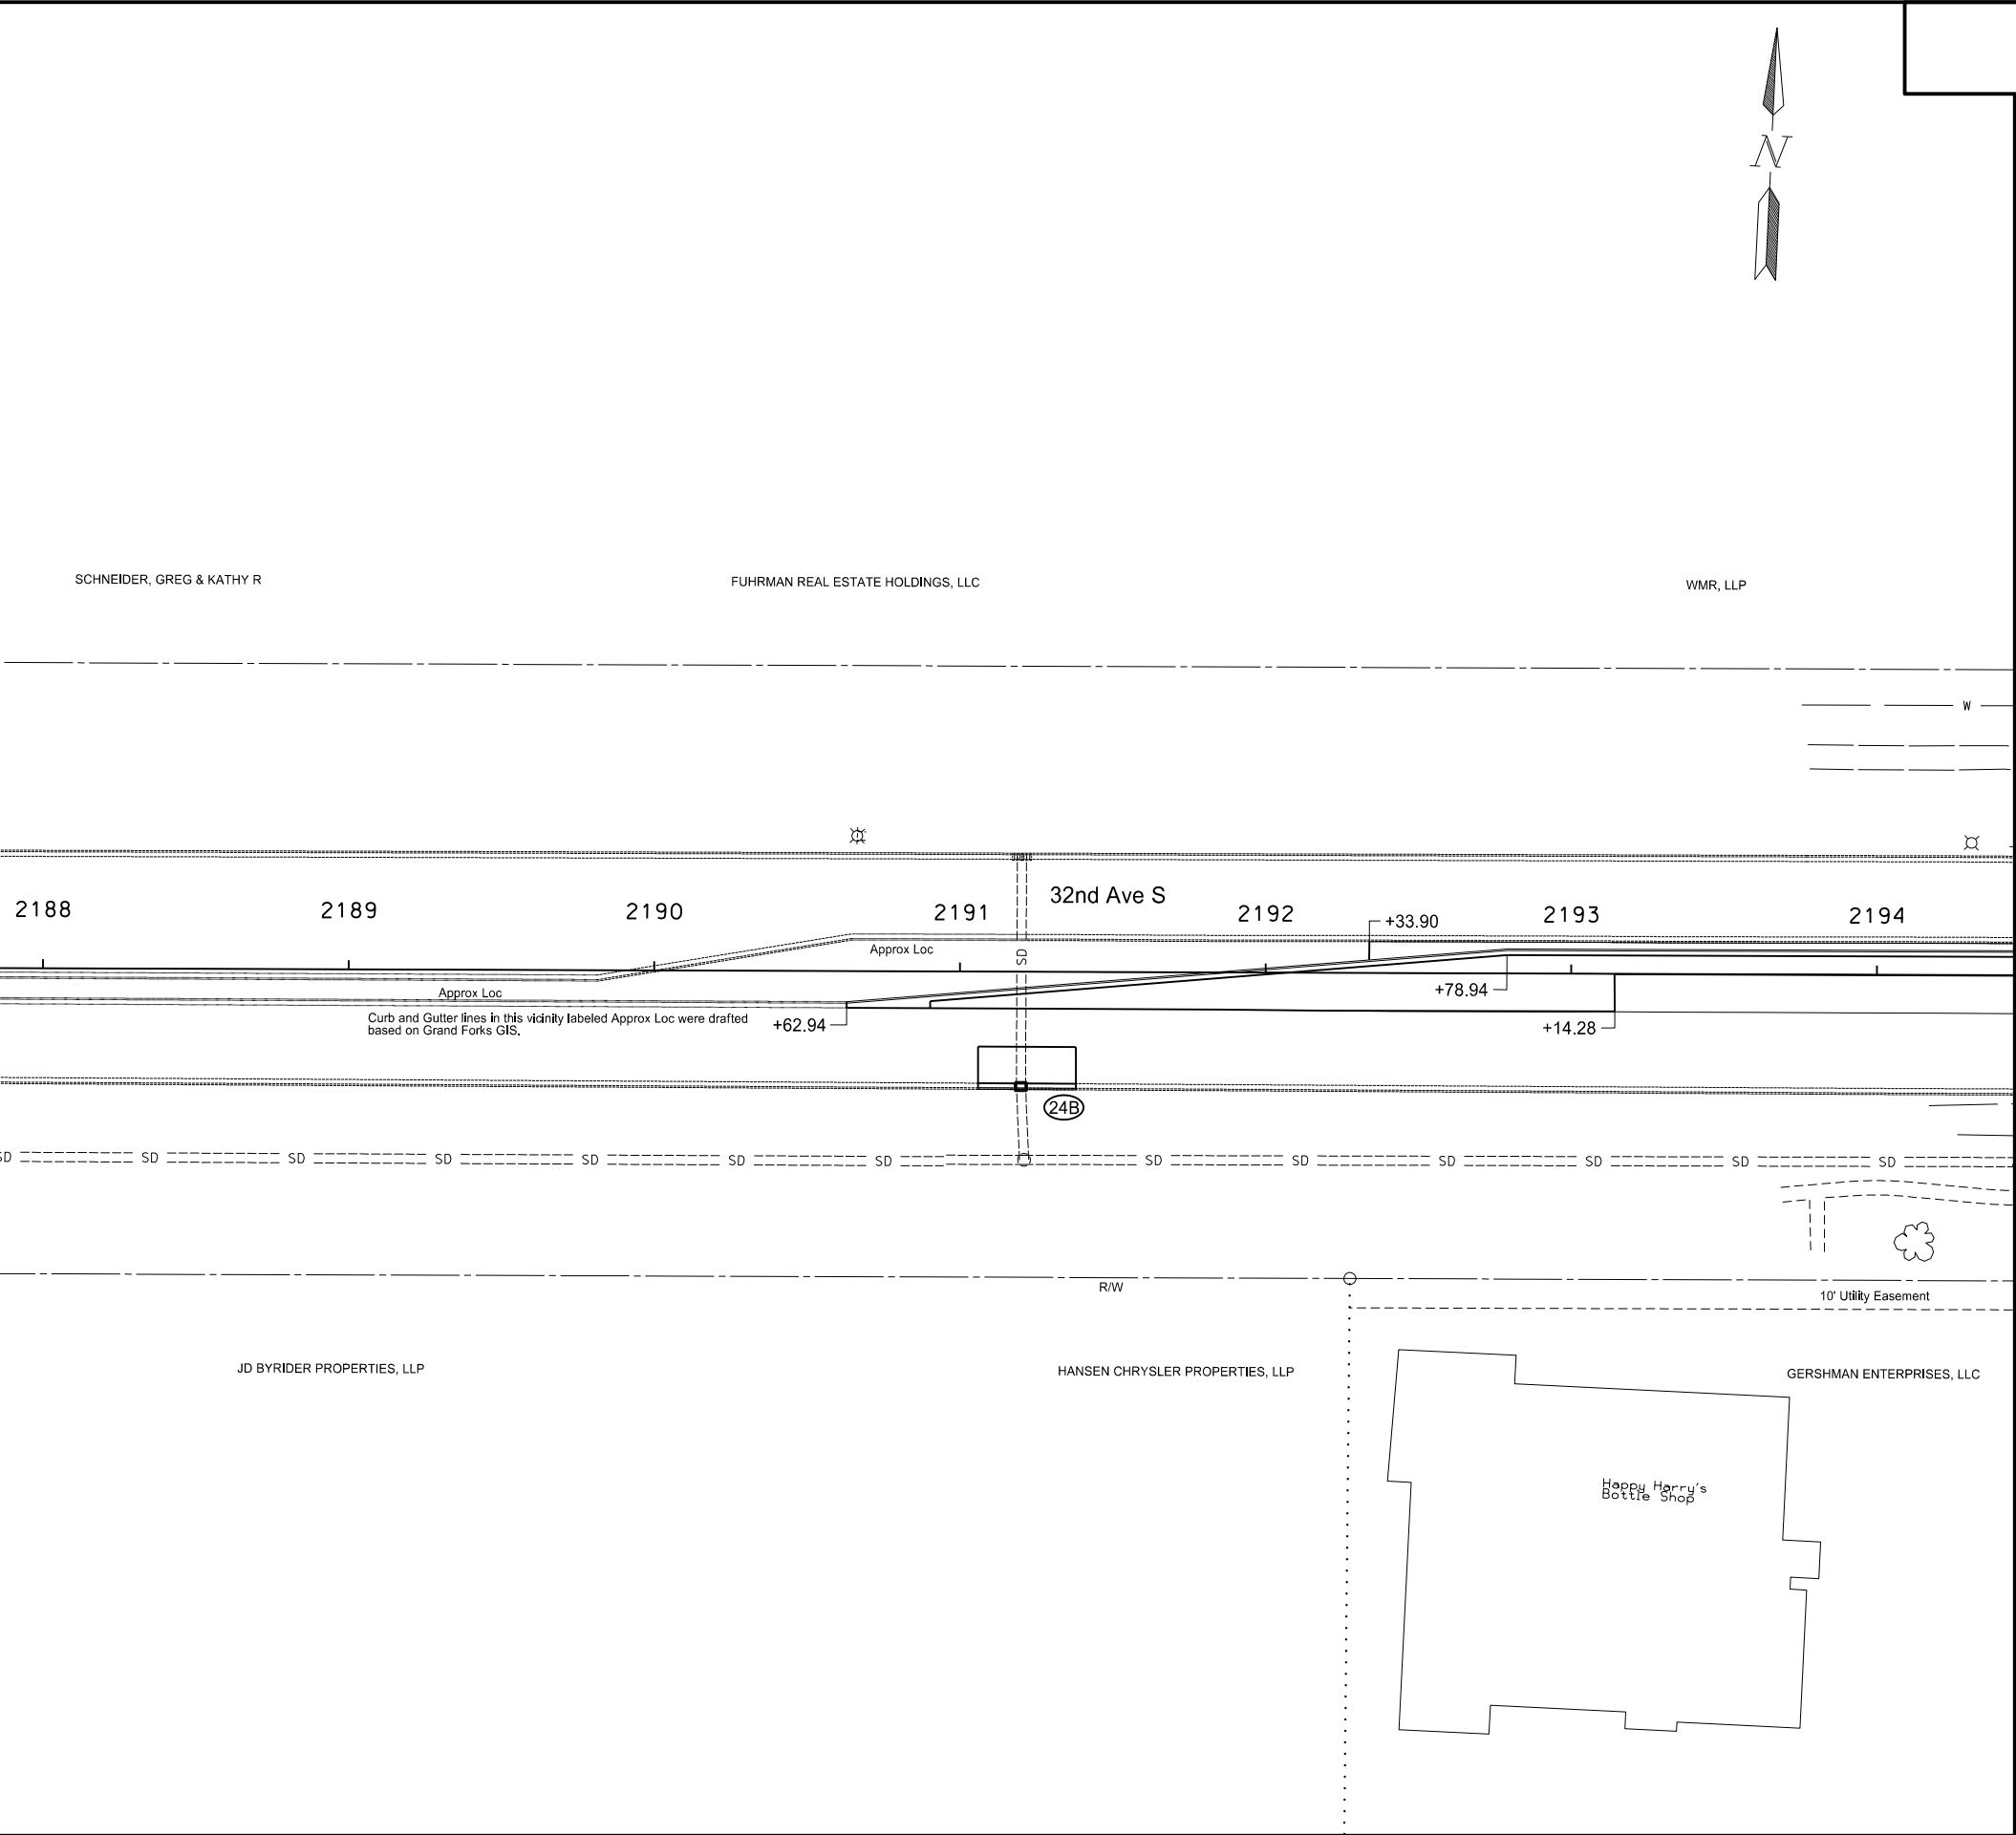 N
SCHNEIDER, GREG & KATHY R
FUHRMAN REAL ESTATE HOLDINGS, LLC
WMR, LLP
W
32nd Ave S
2188
2189
2190
2191
2192
2193
2194
+33.90
Approx Loc
SD
Approx Loc
+78.94
Curb and Gutter lines in this vicinity labeled Approx Loc were drafted
based on Grand Forks GIS.
+62.94
+14.28
24B
SD SD SD SD SD SD SD SD SD SD SD SD SD
R/W
10' Utility Easement
JD BYRIDER PROPERTIES, LLP
HANSEN CHRYSLER PROPERTIES, LLP
GERSHMAN ENTERPRISES, LLC
Happy Harry's
Bottle Shop